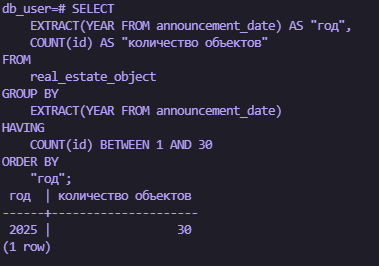 db_user=# SELECT
    EXTRACT(YEAR FROM announcement_date) AS "год",
    COUNT(id) AS "количество объектов"
FROM
    real_estate_object
GROUP BY
    EXTRACT(YEAR FROM announcement_date)
HAVING
    COUNT(id) BETWEEN 1 AND 30
ORDER BY
    "год";
 год  | количество объектов
------+---------------------
 2025 |                  30
(1 row)